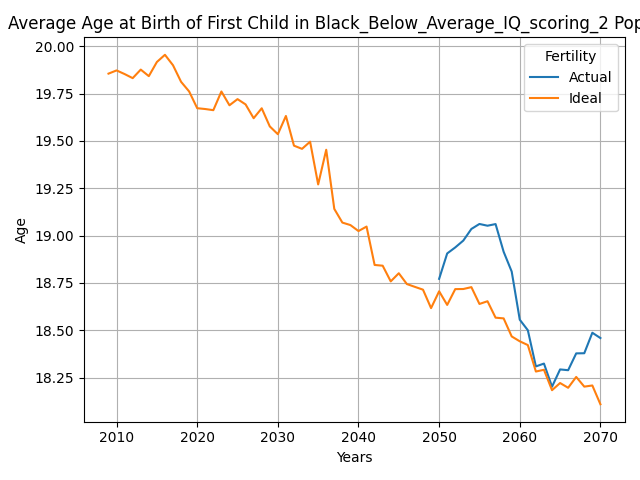 Average Age at Birth of First Child in Black_Below_Average_IQ_scoring_2 Pop
20.00
19.75
19.50
19.25
19.00
18.75
18.50
18.25
Age
Fertility
Actual
Ideal
2010 2020 2030 2040 2050 2060 2070
Years